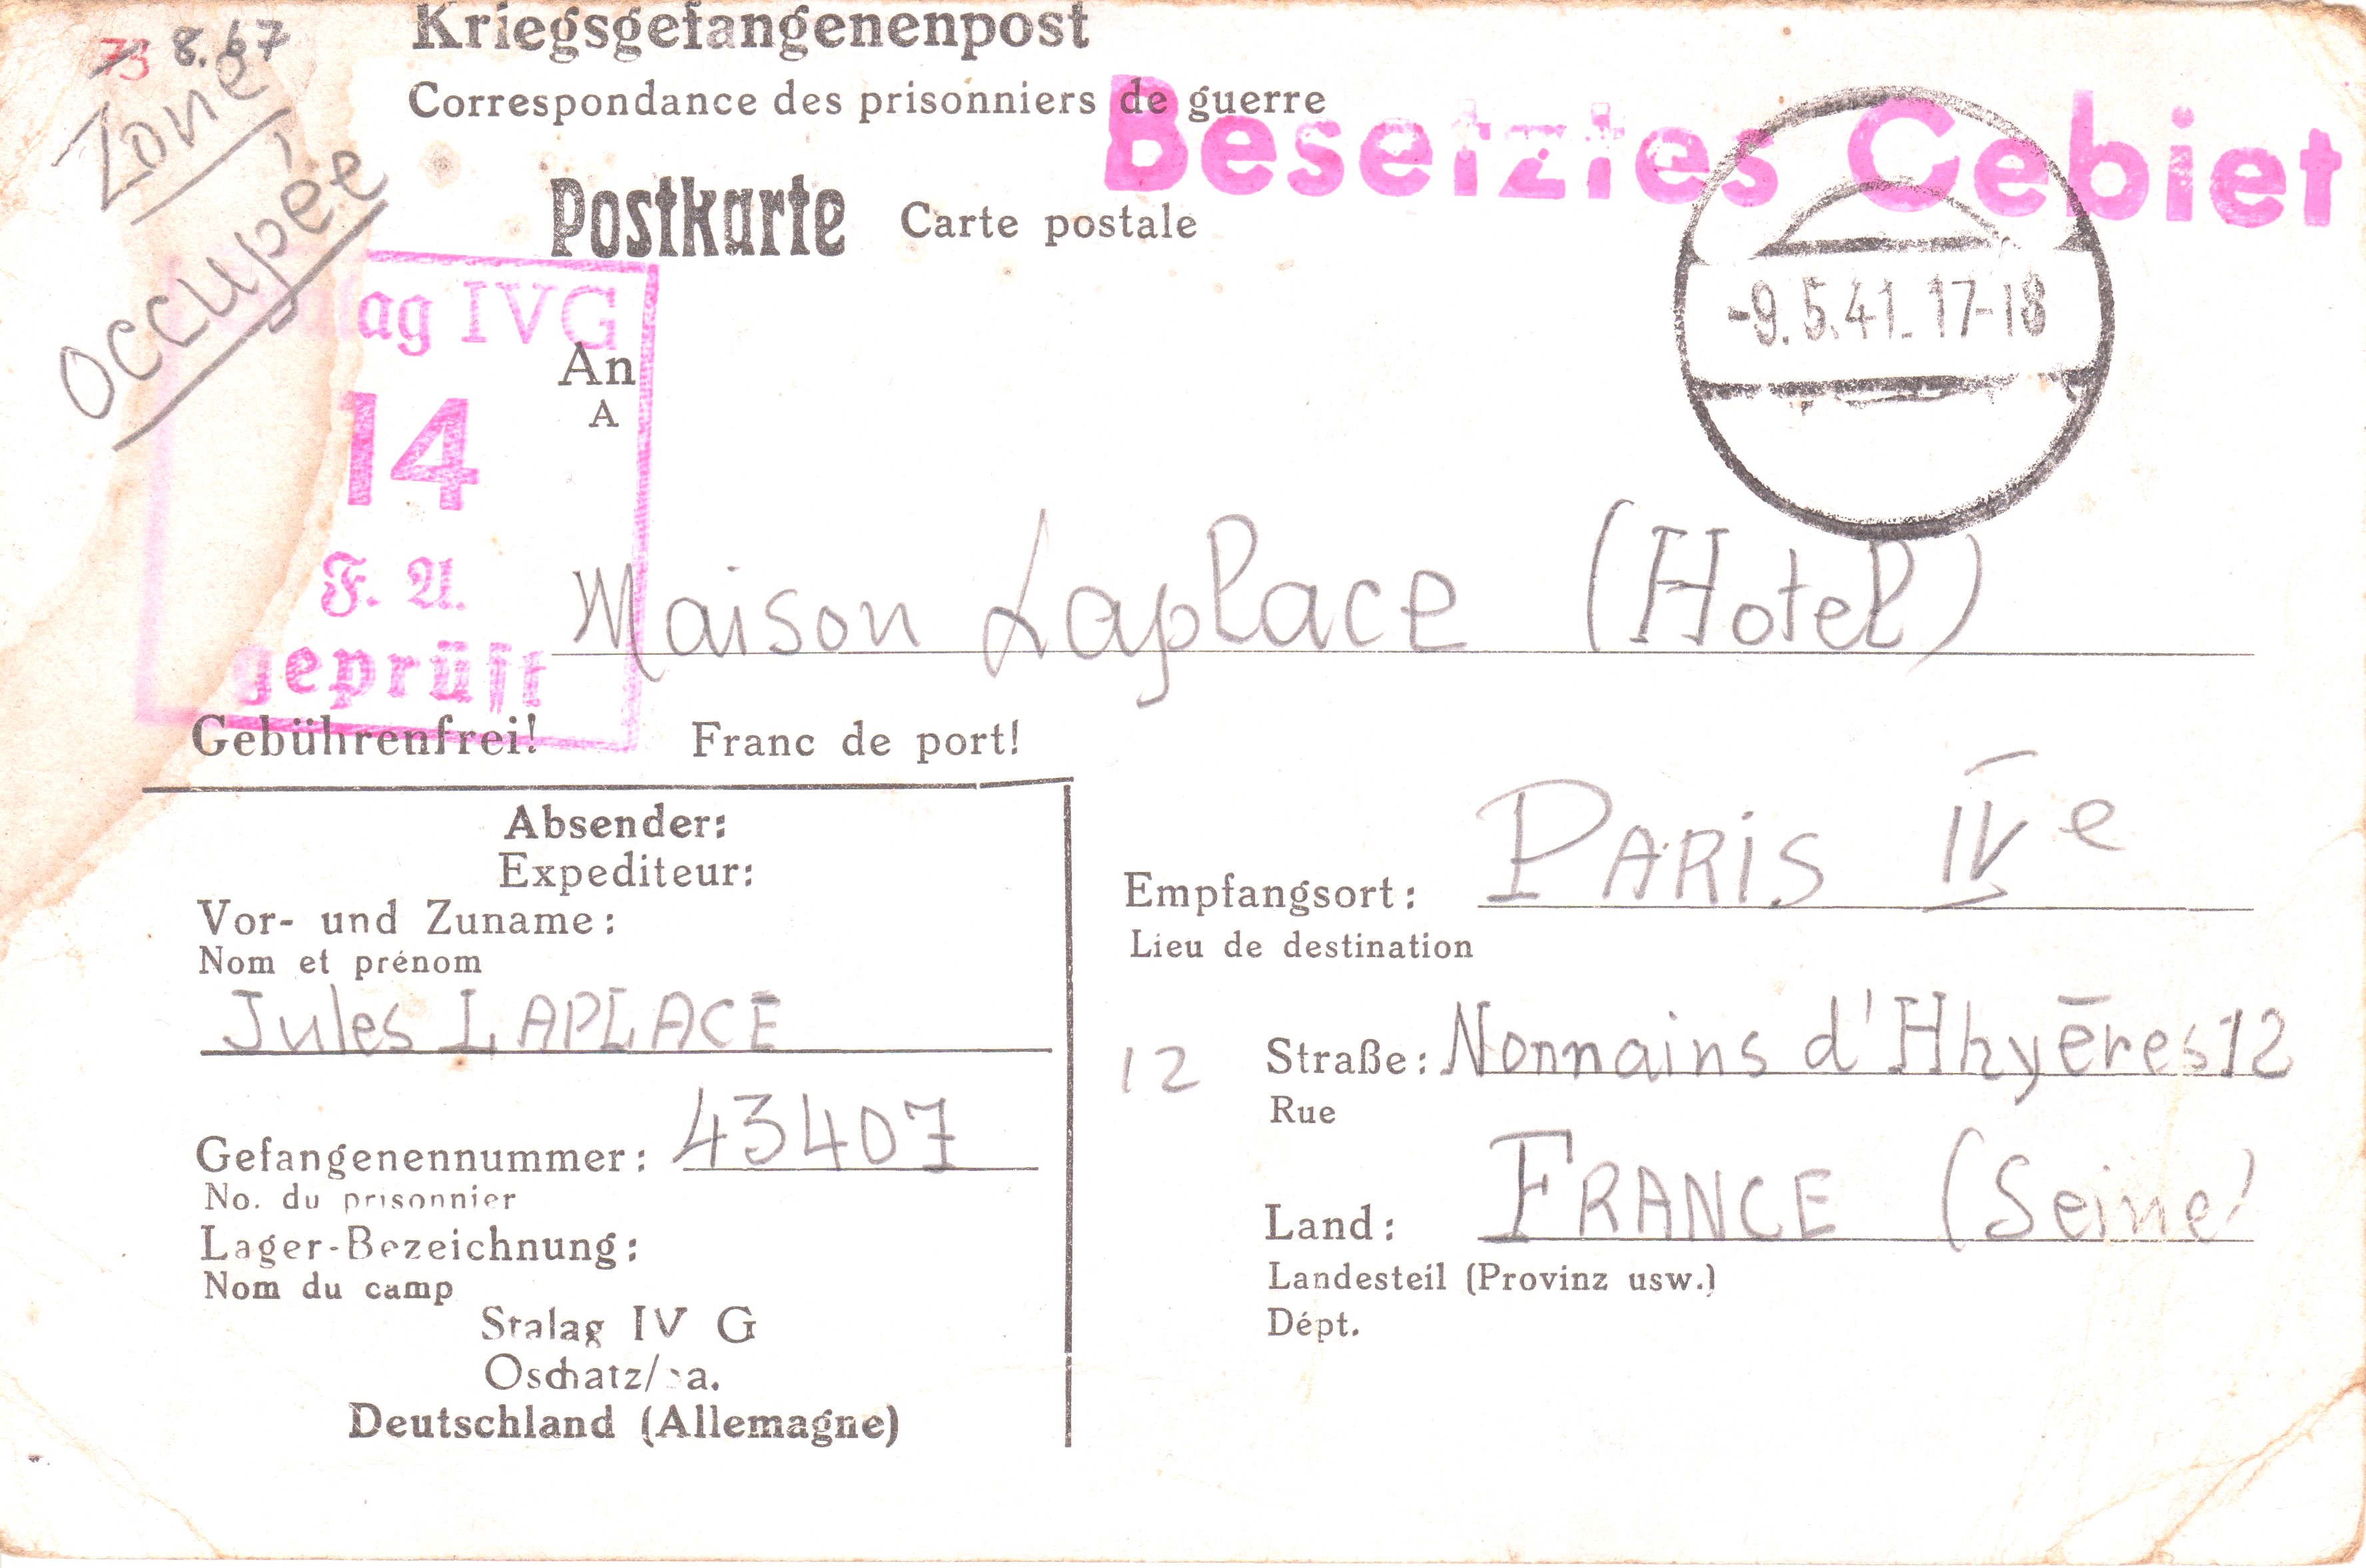 73 8.67
Kriegsgefangenenpost
Correspondance des prisonniers de guerre
Besetztes Gebiet
Zone
occupée
Postkarte Carte postale
-9.5.41.17-18
lag IVG
14
F. A.
geprüft
An
A
Maison Laplace (Hotel)
Gebührenfrei! Franc de port!
Absender:
Expediteur:
Vor- und Zuname:
Nom et prénom
Jules LAPLACE
Gefangenennummer: 43407
No. du prisonnier
Lager-Bezeichnung:
Nom du camp
Stalag IV G
Oschatz/Sa.
Deutschland (Allemagne)
Empfangsort: PARIS IVe
Lieu de destination
12 Straße: Nonnains d'Hhyères 12
Rue
Land: FRANCE (Seine)
Landesteil (Provinz usw.)
Dépt.